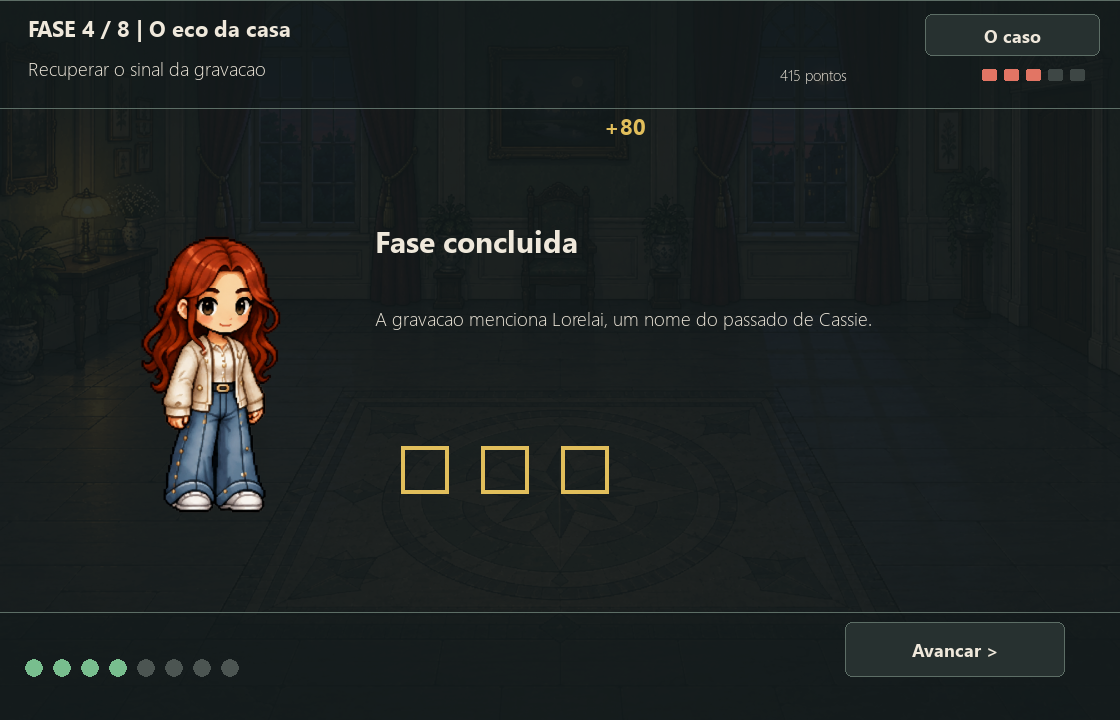 FASE 4 / 8 | O eco da casa
O caso
Recuperar o sinal da gravacao
415 pontos
+80
Fase concluida
A gravacao menciona Lorelai, um nome do passado de Cassie.
Avancar >